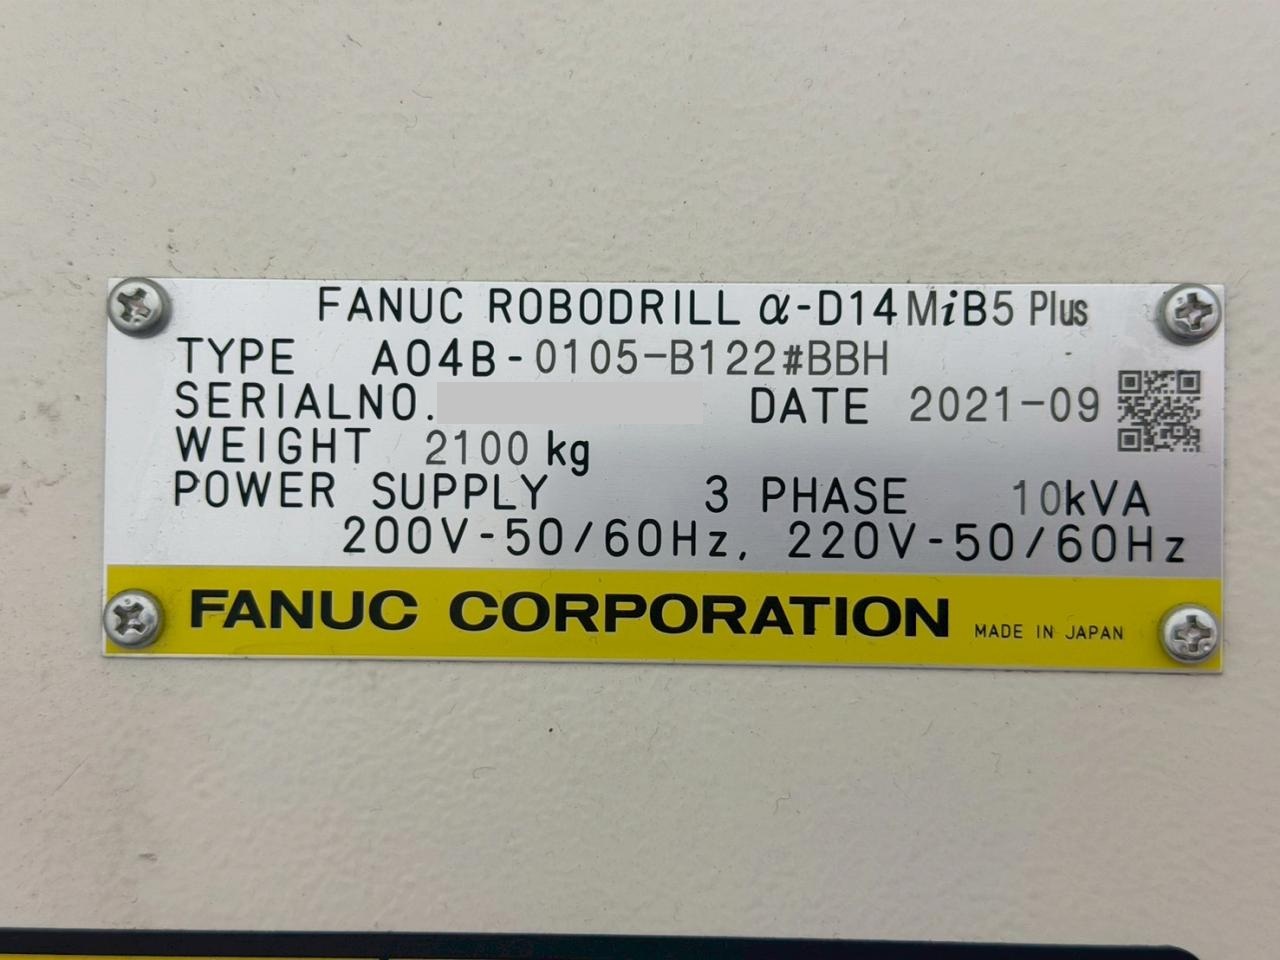 FANUC ROBODRILL α-D14MiB5 Plus
TYPE A04B-0105-B122#BBH
SERIALNO. DATE 2021-09
WEIGHT 2100 kg
POWER SUPPLY 3 PHASE 10kVA
200V-50/60Hz, 220V-50/60Hz
FANUC CORPORATION MADE IN JAPAN